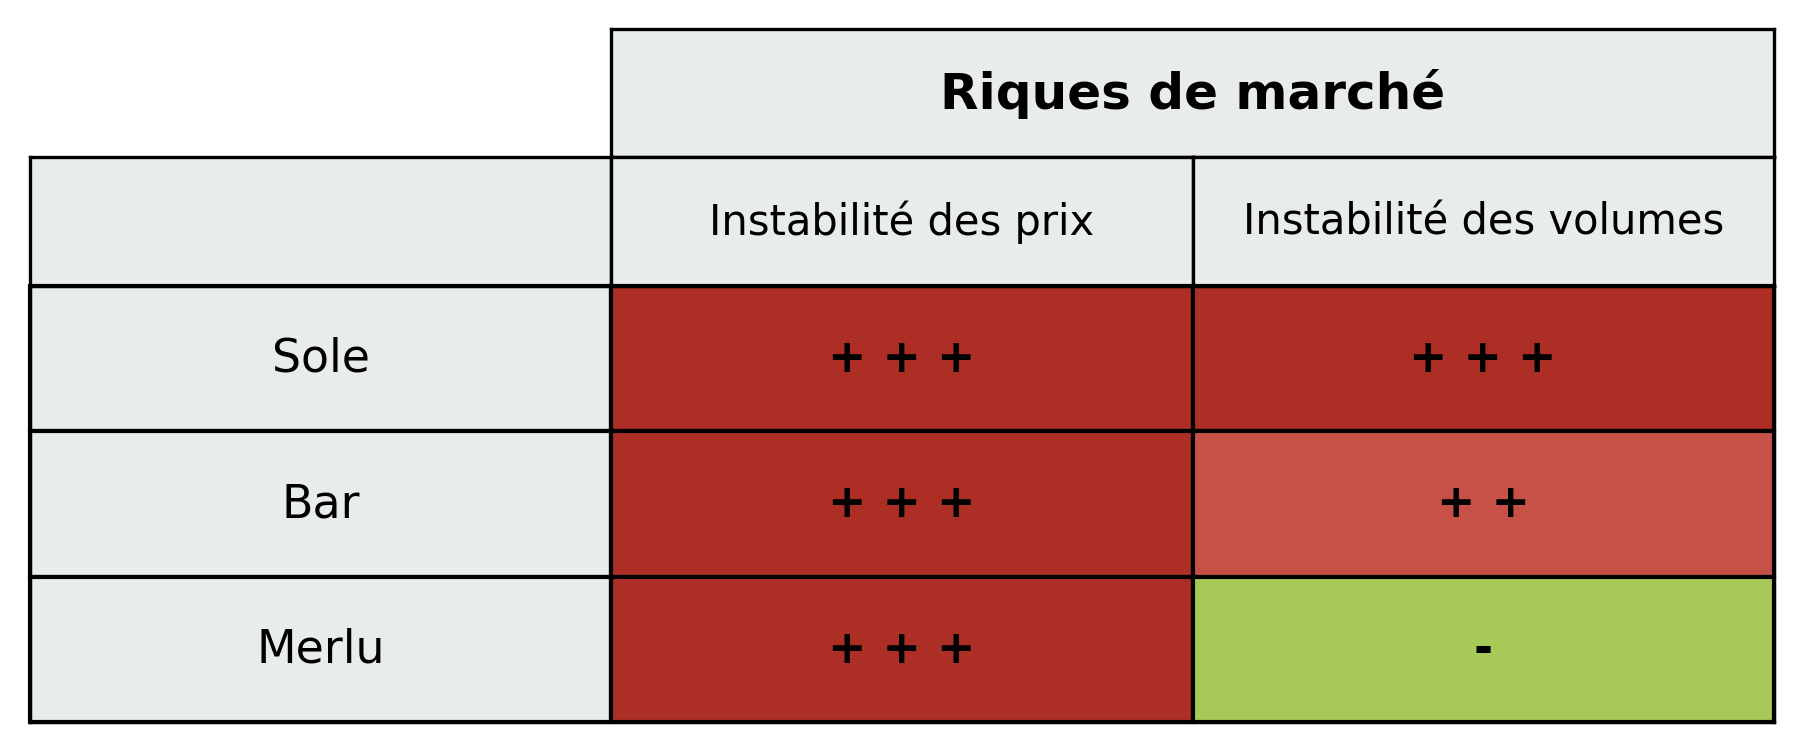 Riques de marché
Instabilité des prix Instabilité des volumes
Sole + + + + + +
Bar + + + + +
Merlu + + + -